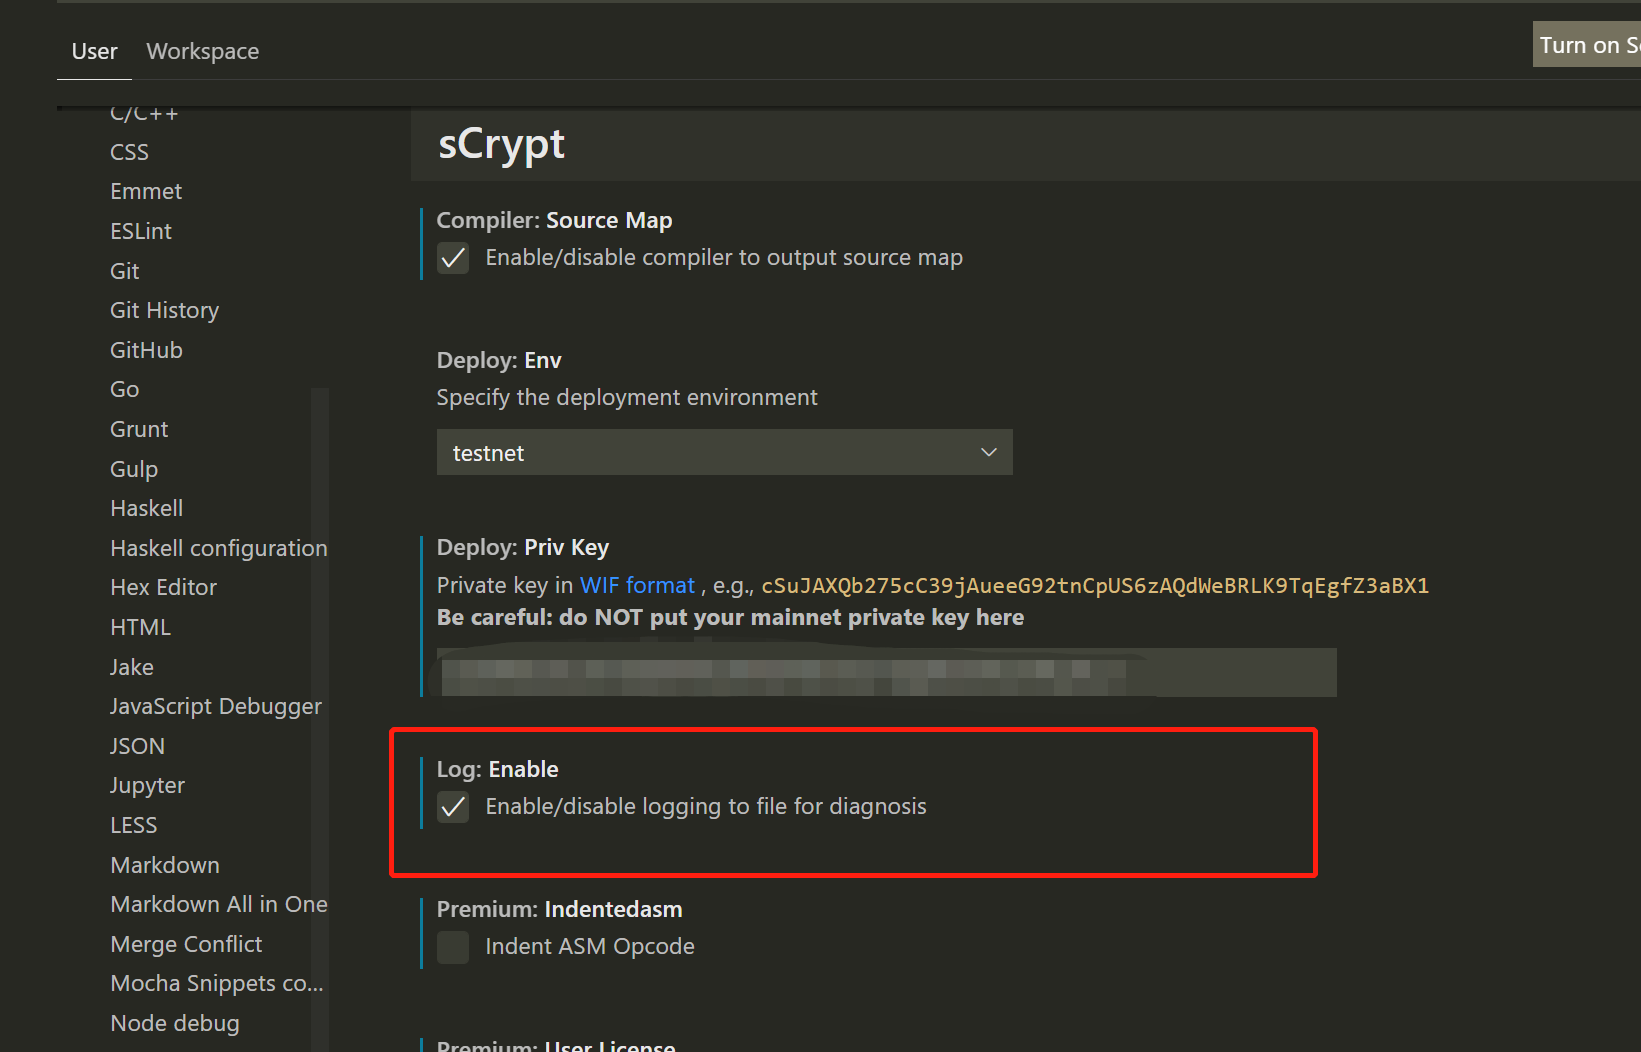 User Workspace
Turn on S
C/C++
CSS
Emmet
ESLint
Git
Git History
GitHub
Go
Grunt
Gulp
Haskell
Haskell configuration
Hex Editor
HTML
Jake
JavaScript Debugger
JSON
Jupyter
LESS
Markdown
Markdown All in One
Merge Conflict
Mocha Snippets co...
Node debug
sCrypt
Compiler: Source Map
Enable/disable compiler to output source map
Deploy: Env
Specify the deployment environment
testnet
Deploy: Priv Key
Private key in WIF format , e.g., cSuJAXQb275cC39jAueeG92tnCpUS6zAQdWeBRLK9TqEgfZ3aBX1
Be careful: do NOT put your mainnet private key here
Log: Enable
Enable/disable logging to file for diagnosis
Premium: Indentedasm
Indent ASM Opcode
Premium: User License